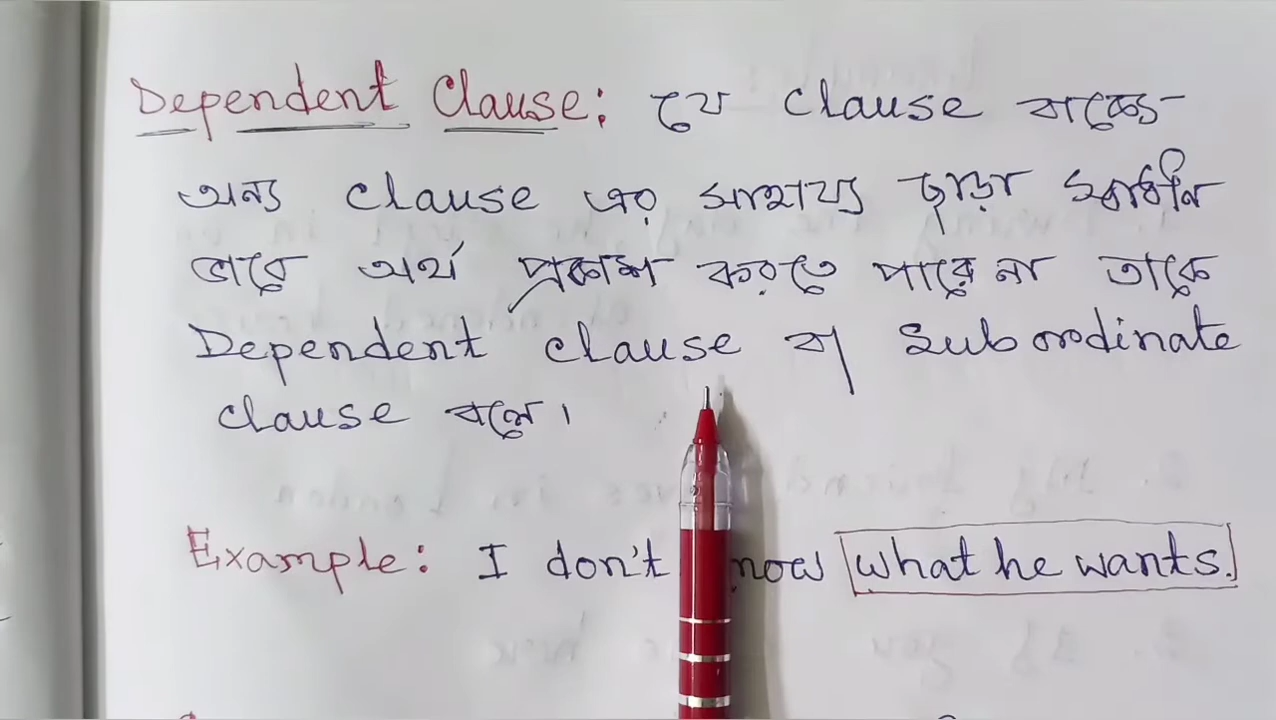 Dependent Clause: যে clause বাক্যে
অন্য clause এর সাহায্য ছাড়া স্বাধীন
ভাবে অর্থ প্রকাশ করতে পারে না তাকে
Dependent clause বা Subordinate
clause বলে।
Example: I don't now what he wants.